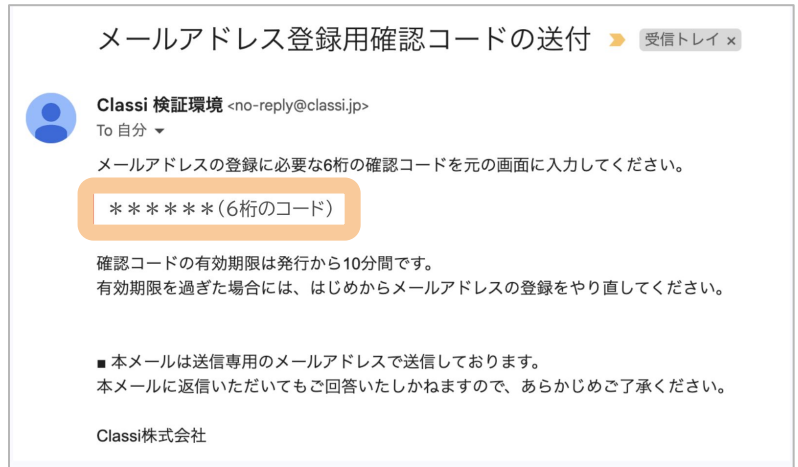 メールアドレス登録用確認コードの送付 受信トレイ ×
Classi 検証環境 <no-reply@classi.jp>
To 自分
メールアドレスの登録に必要な6桁の確認コードを元の画面に入力してください。
＊＊＊＊＊＊（6桁のコード）
確認コードの有効期限は発行から10分間です。
有効期限を過ぎた場合には、はじめからメールアドレスの登録をやり直してください。
■ 本メールは送信専用のメールアドレスで送信しております。
本メールに返信いただいてもご回答いたしかねますので、あらかじめご了承ください。
Classi株式会社